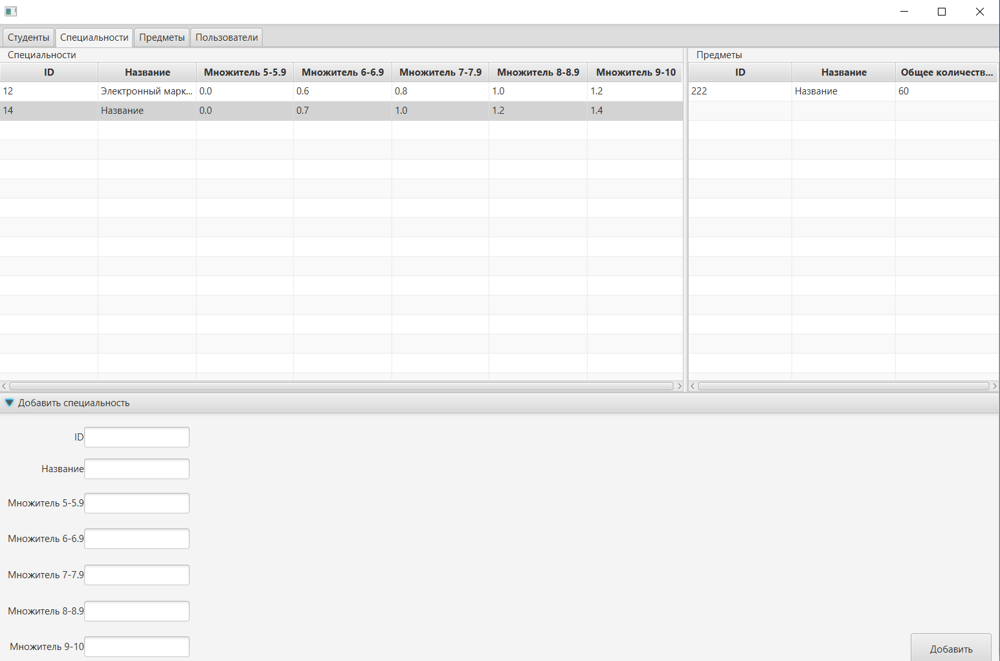 Студенты Специальности Предметы Пользователи
Специальности Предметы
ID Название Множитель 5-5.9 Множитель 6-6.9 Множитель 7-7.9 Множитель 8-8.9 Множитель 9-10 ID Название Общее количеств...
12 Электронный марк... 0.0 0.6 0.8 1.0 1.2 222 Название 60
14 Название 0.0 0.7 1.0 1.2 1.4
Добавить специальность
ID
Название
Множитель 5-5.9
Множитель 6-6.9
Множитель 7-7.9
Множитель 8-8.9
Множитель 9-10
Добавить